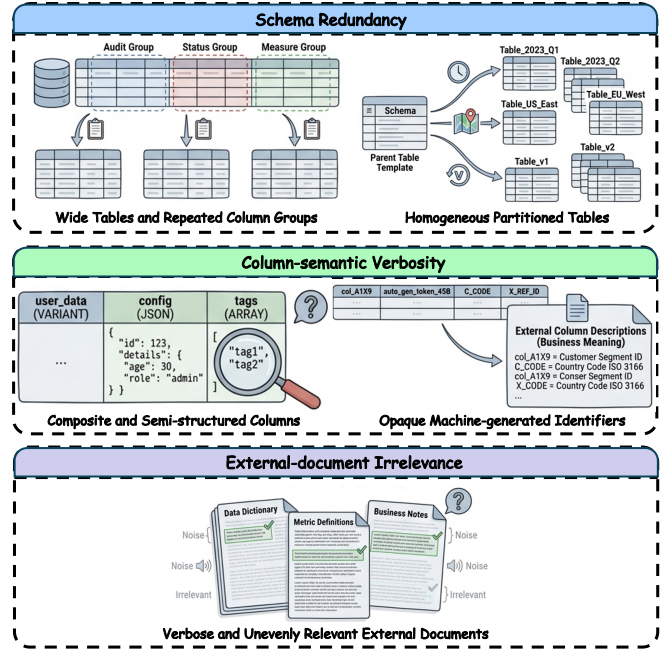 Schema Redundancy
Audit Group
Status Group
Measure Group
Wide Tables and Repeated Column Groups
Schema
Parent Table
Template
Table_2023_Q1
Table_2023_Q2
Table_US_East
Table_EU_West
Table_v1
Table_v2
V
Homogeneous Partitioned Tables
Column-semantic Verbosity
user_data
(VARIANT)
...
config
(JSON)
{
"id": 123,
"details": {
"age": 30,
"role": "admin"
} }
tags
(ARRAY)
[
"tag1",
"tag2"
]
?
Composite and Semi-structured Columns
col_A1X9 auto_gen_token_45B C_CODE X_REF_ID
... ... ... ...
... ... ... ...
External Column Descriptions
(Business Meaning)
col_A1X9 = Customer Segment ID
C_CODE = Country Code ISO 3166
col_A1X9 = Conser Segment ID
X_CODE = Country Code ISO 3166
...
Opaque Machine-generated Identifiers
External-document Irrelevance
Data Dictionary
Metric Definitions
Business Notes
?
Noise
Noise
Irrelevant
Noise
Noise
Irrelevant
Verbose and Unevenly Relevant External Documents